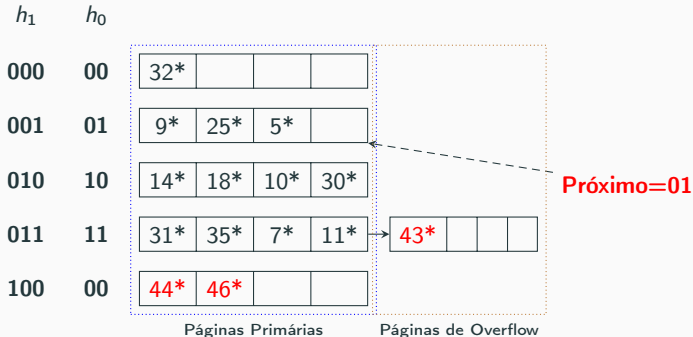 h1 h0
000 00 32*
001 01 9* 25* 5*
010 10 14* 18* 10* 30*
Próximo=01
011 11 31* 35* 7* 11* 43*
100 00 44* 46*
Páginas Primárias Páginas de Overflow